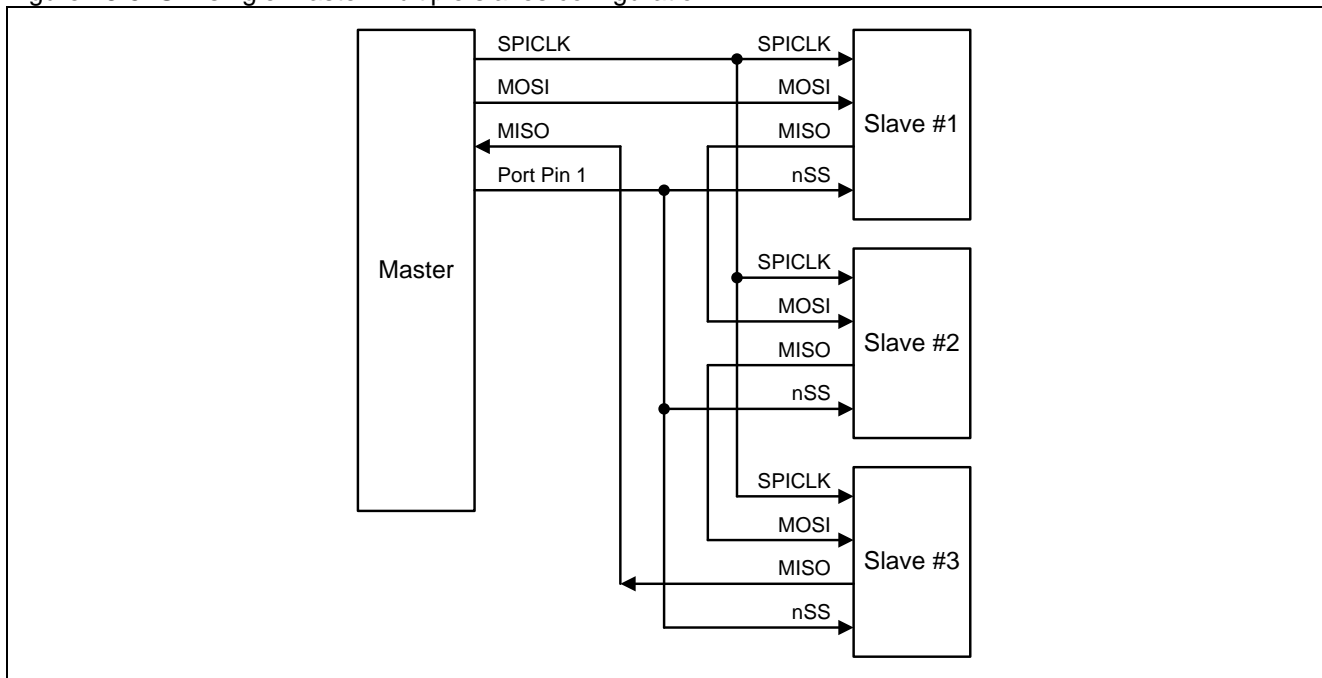 SPICLK SPICLK
MOSI MOSI
MISO MISO
Port Pin 1 nSS
Slave #1
Master
SPICLK
MOSI
MISO
nSS
Slave #2
SPICLK
MOSI
MISO
nSS
Slave #3